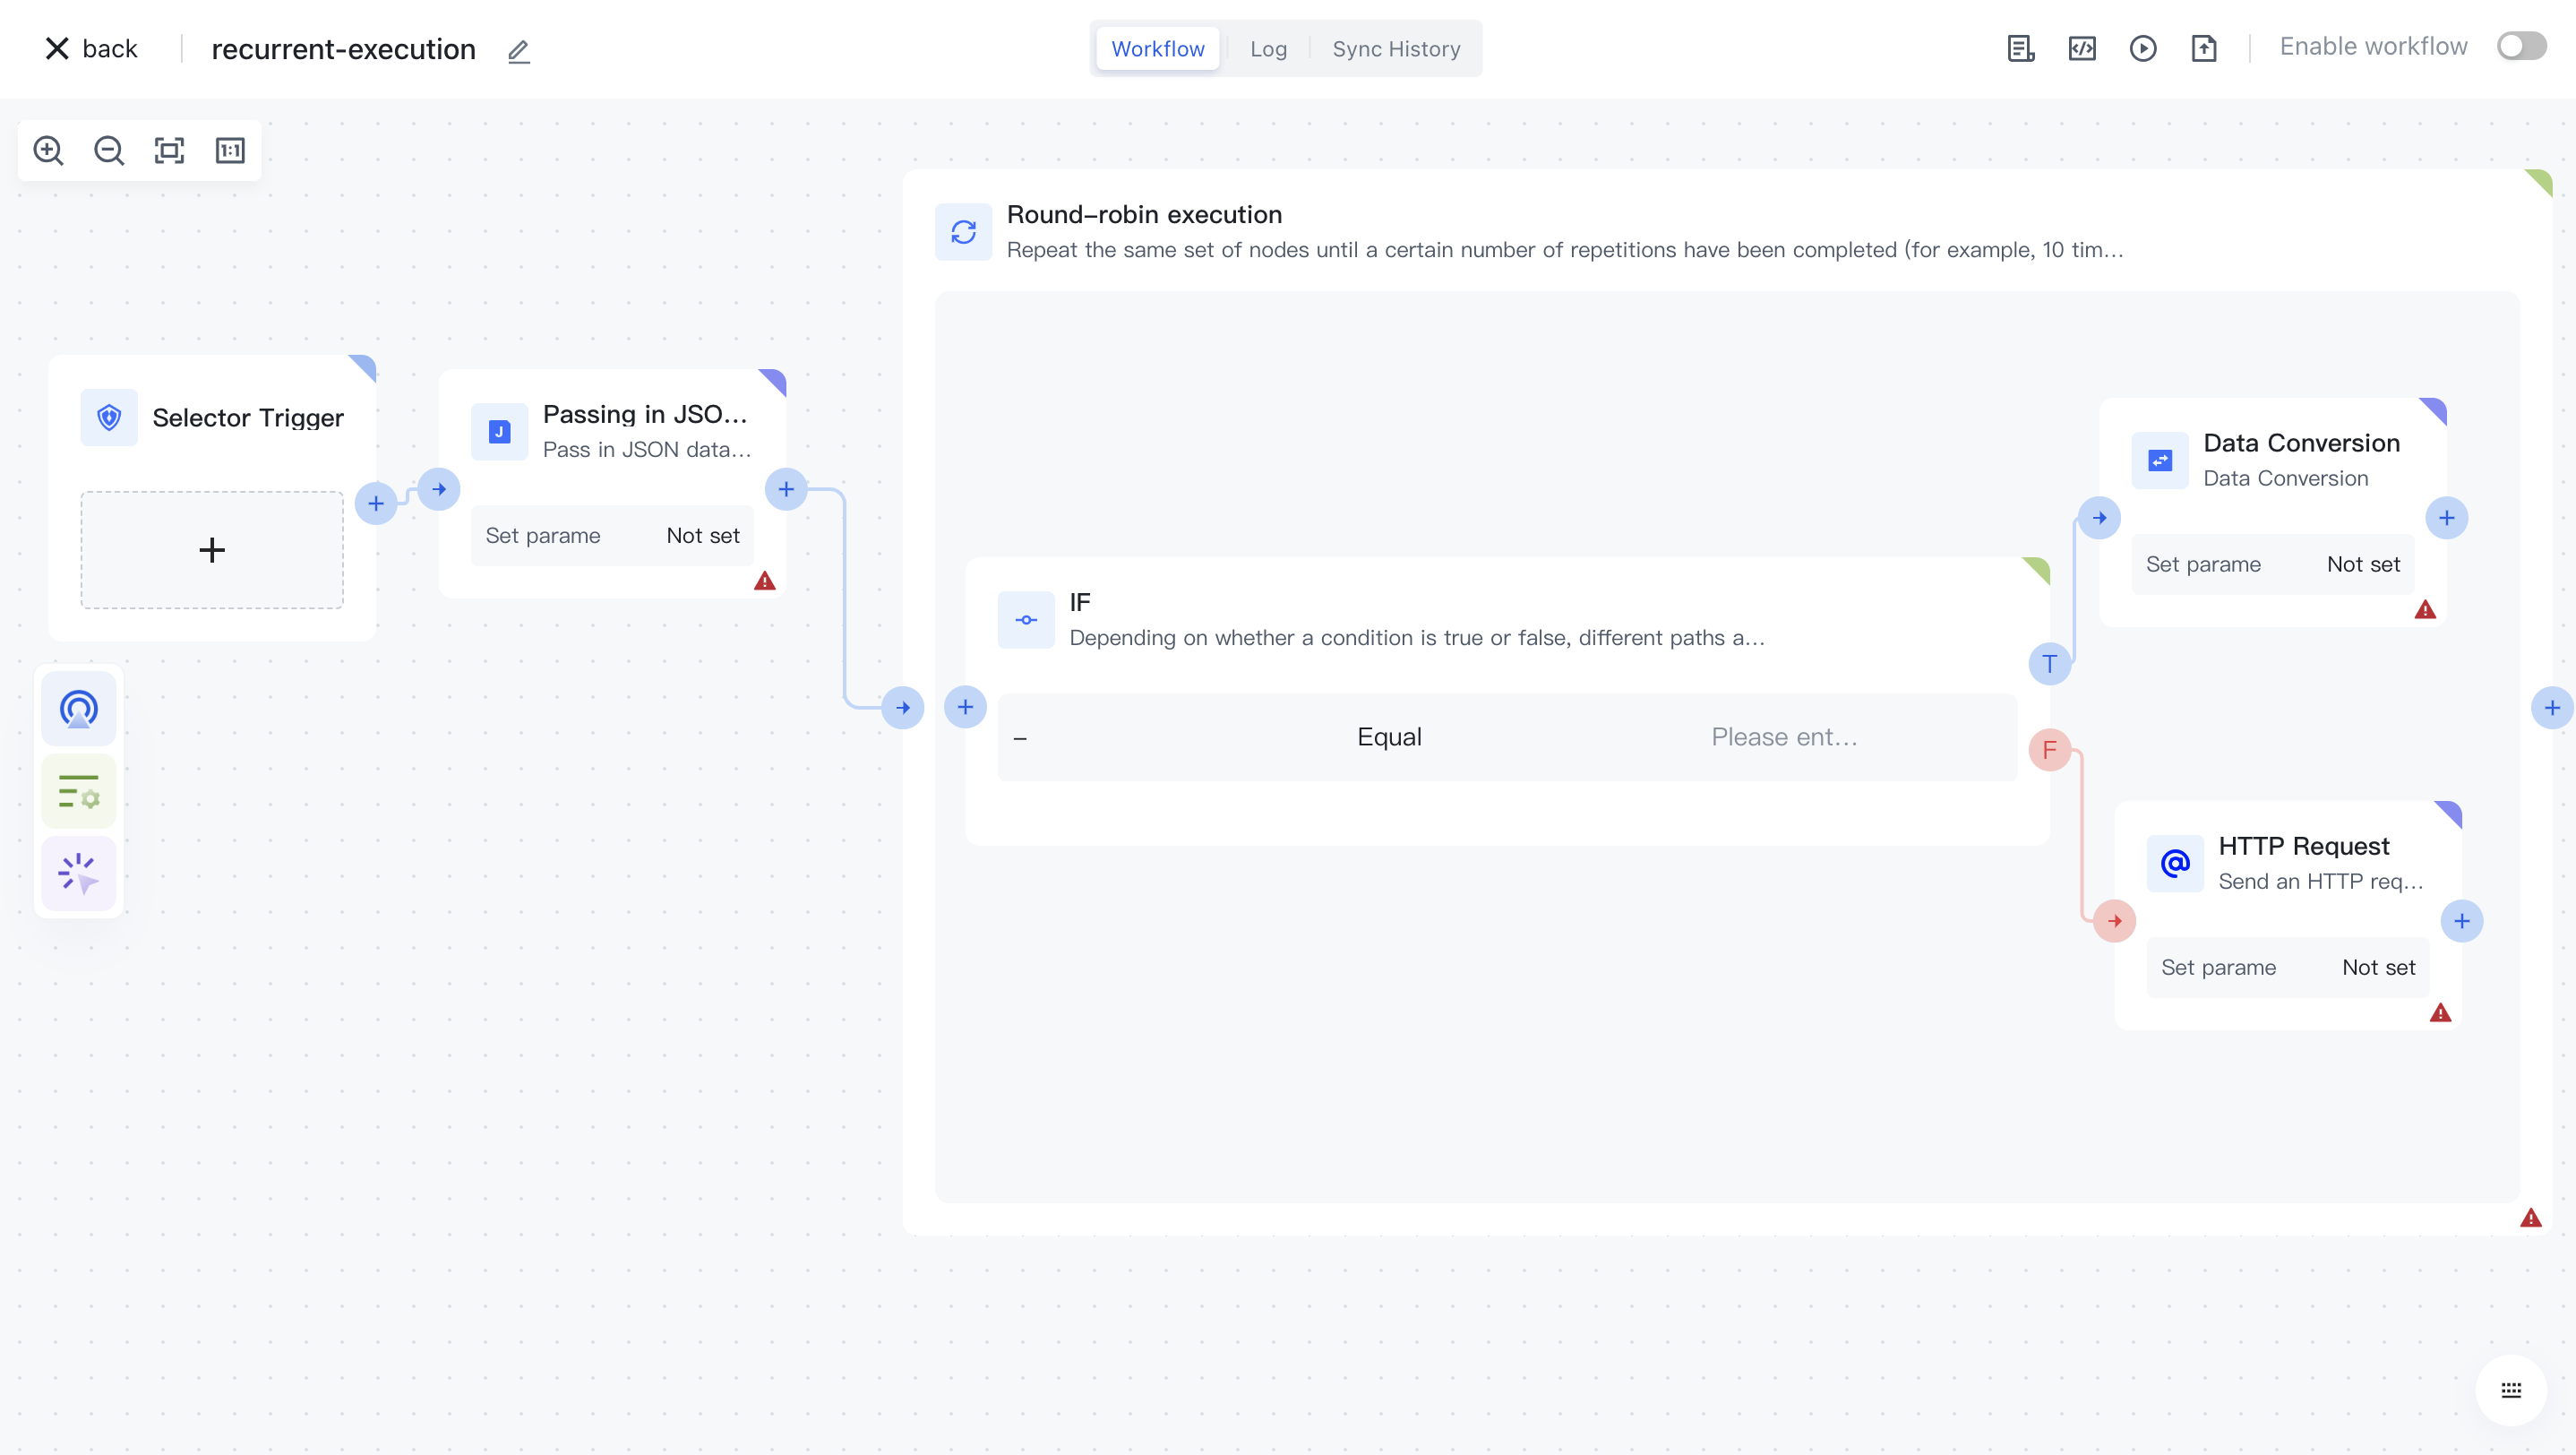 back
recurrent-execution
Workflow
Log
Sync History
Enable workflow
1:1
Round-robin execution
Repeat the same set of nodes until a certain number of repetitions have been completed (for example, 10 tim...
Selector Trigger
+
J
Passing in JSO...
Pass in JSON data...
Set parame Not set
IF
Depending on whether a condition is true or false, different paths a...
– Equal Please ent...
T
F
Data Conversion
Data Conversion
Set parame Not set
HTTP Request
Send an HTTP req...
Set parame Not set